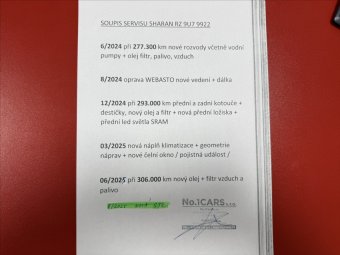 SOUPIS SERVISU SHARAN RZ 9U7 9922
6/2024 při 277.300 km nové rozvody včetně vodní
pumpy + olej filtr, palivo, vzduch
8/2024 oprava WEBASTO nové vedení + dálka
12/2024 při 293.000 km přední a zadní kotouče +
destičky, nový olej a filtr + nová přední ložiska +
přední led světla SRAM
03/2025 nová náplň klimatizace + geometrie
náprav + nové čelní okno / pojistná událost /
06/2025 při 306.000 km nový olej + filtr vzduch a
palivo
nová STK
No.1CARS s.r.o.